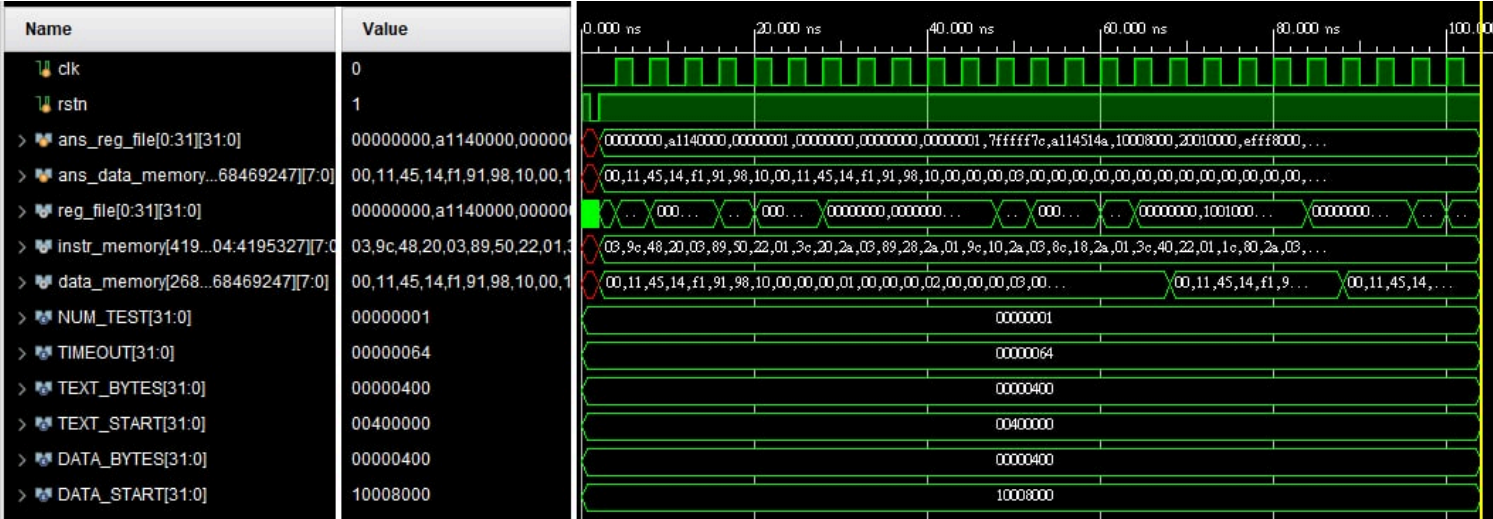 Name Value 0.000 ns 20.000 ns 40.000 ns 60.000 ns 80.000 ns 100.0
clk 0
rstn 1
ans_reg_file[0:31][31:0] 00000000,a1140000,000000 00000000,a1140000,00000001,00000000,00000000,00000001,7fffff7c,a114514a,10008000,20010000,efff8000,...
ans_data_memory...68469247][7:0] 00,11,45,14,f1,91,98,10,00,1 00,11,45,14,f1,91,98,10,00,11,45,14,f1,91,98,10,00,00,00,03,00,00,00,00,00,00,00,00,00,00,00,00,...
reg_file[0:31][31:0] 00000000,a1140000,000000 .. 000... .. 000... 00000000,0000000... .. 000... .. 00000000,1001000... 00000000... .. ..
instr_memory[419...04:4195327][7:0 03,9c,48,20,03,89,50,22,01,3 03,9c,48,20,03,89,50,22,01,3c,20,2a,03,89,28,2a,01,9c,10,2a,03,8c,18,2a,01,3c,40,22,01,1c,80,2a,03,...
data_memory[268...68469247][7:0] 00,11,45,14,f1,91,98,10,00,1 00,11,45,14,f1,91,98,10,00,00,00,01,00,00,00,02,00,00,00,03,00... 00,11,45,14,f1,9... 00,11,45,14,...
NUM_TEST[31:0] 00000001 00000001
TIMEOUT[31:0] 00000064 00000064
TEXT_BYTES[31:0] 00000400 00000400
TEXT_START[31:0] 00400000 00400000
DATA_BYTES[31:0] 00000400 00000400
DATA_START[31:0] 10008000 10008000